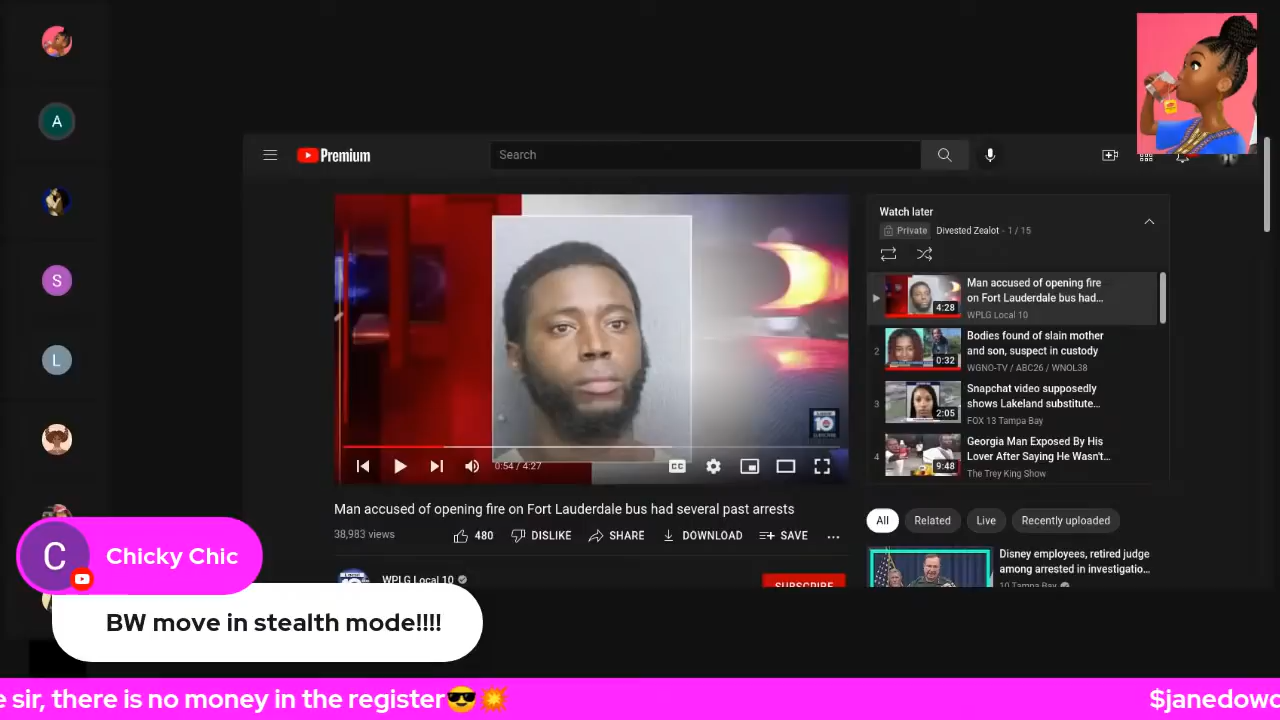 A
S
L
Premium
Search
Watch later
Private Divested Zealot - 1 / 15
4:28
Man accused of opening fire
on Fort Lauderdale bus had...
WPLG Local 10
2
0:32
Bodies found of slain mother
and son, suspect in custody
WGNO-TV / ABC26 / WNOL38
3
2:05
Snapchat video supposedly
shows Lakeland substitute...
FOX 13 Tampa Bay
4
9:48
Georgia Man Exposed By His
Lover After Saying He Wasn't...
The Trey King Show
10
0:54 / 4:27
CC
Man accused of opening fire on Fort Lauderdale bus had several past arrests
38,983 views
480 DISLIKE SHARE DOWNLOAD SAVE ...
WPLG Local 10
SUBSCRIBE
All Related Live Recently uploaded
Disney employees, retired judge
among arrested in investigatio...
10 Tampa Bay
C
Chicky Chic
BW move in stealth mode!!!!
e sir, there is no money in the register😎💥
$janedowo